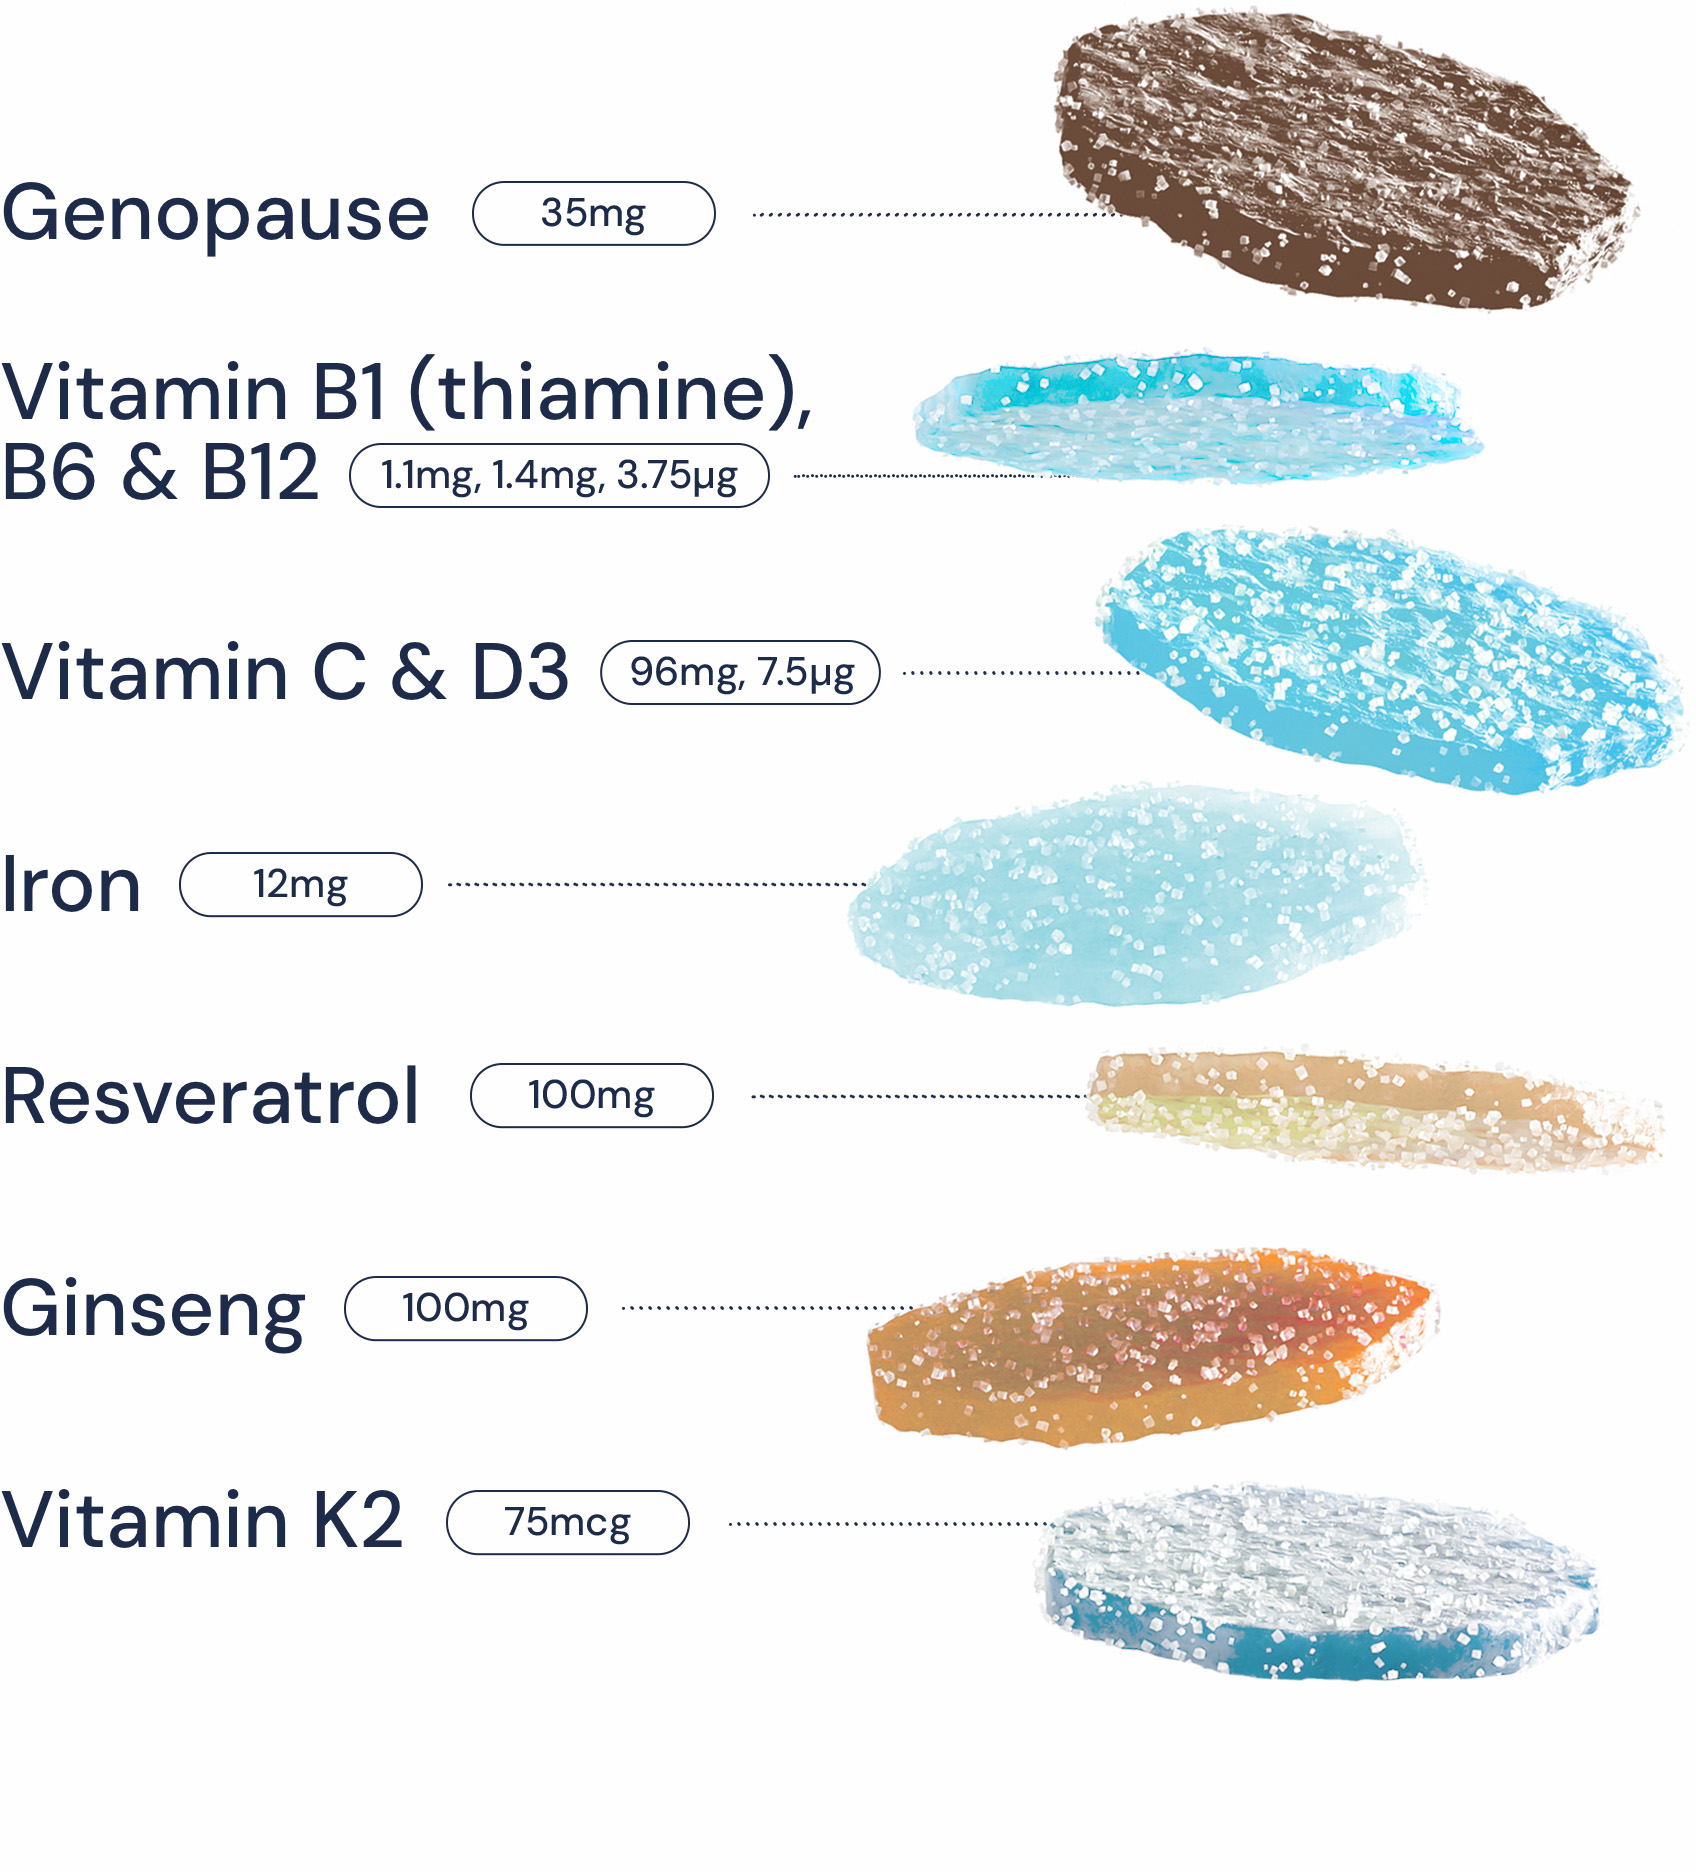 Genopause 35mg
Vitamin B1 (thiamine),
B6 & B12 1.1mg, 1.4mg, 3.75µg
Vitamin C & D3 96mg, 7.5µg
Iron 12mg
Resveratrol 100mg
Ginseng 100mg
Vitamin K2 75mcg